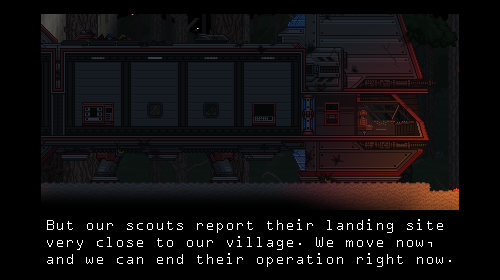 But our scouts report their landing site
very close to our village. We move now,
and we can end their operation right now.